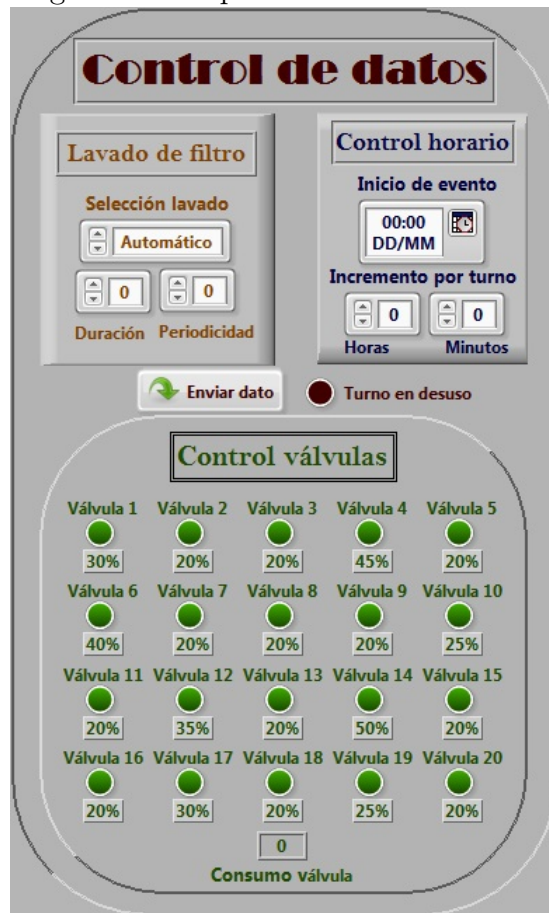 Control de datos
Lavado de filtro
Selección lavado
Automático
0 0
Duración Periodicidad
Control horario
Inicio de evento
00:00
DD/MM
Incremento por turno
0 0
Horas Minutos
Enviar dato
Turno en desuso
Control válvulas
Válvula 1 Válvula 2 Válvula 3 Válvula 4 Válvula 5
30% 20% 20% 45% 20%
Válvula 6 Válvula 7 Válvula 8 Válvula 9 Válvula 10
40% 20% 20% 20% 25%
Válvula 11 Válvula 12 Válvula 13 Válvula 14 Válvula 15
20% 35% 20% 50% 20%
Válvula 16 Válvula 17 Válvula 18 Válvula 19 Válvula 20
20% 30% 20% 25% 20%
0
Consumo válvula